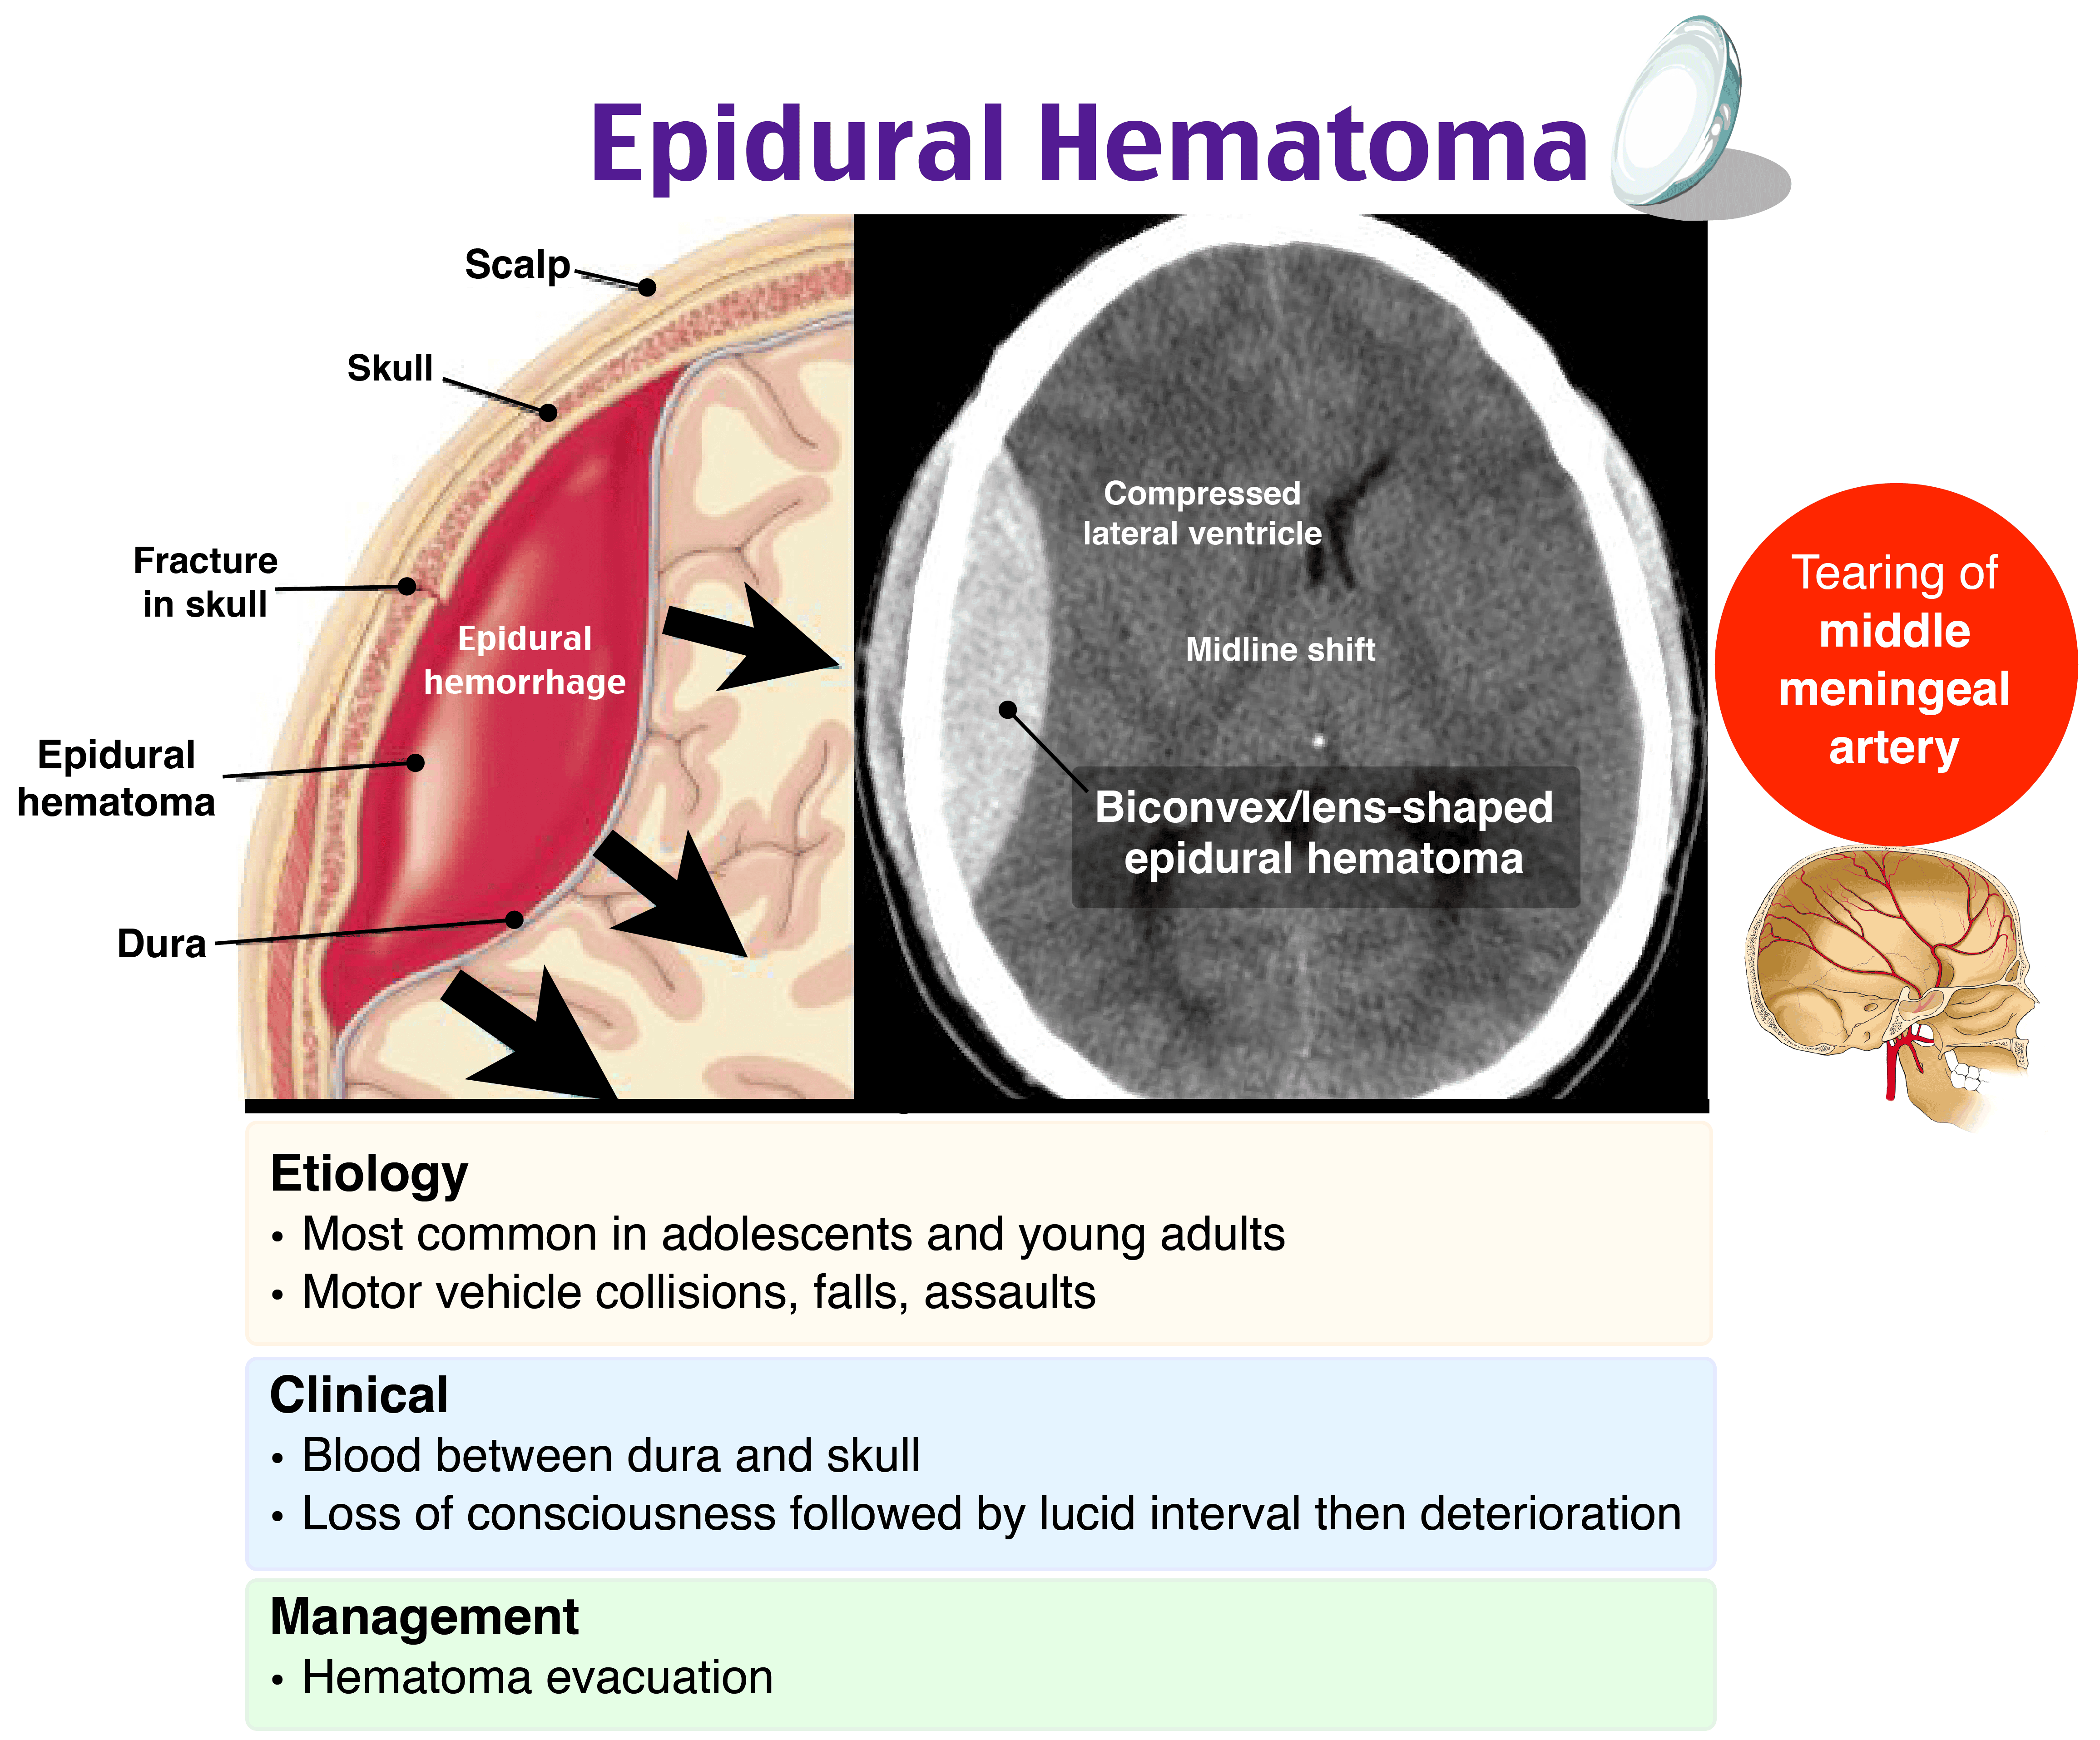 Epidural Hematoma
Scalp
Skull
Fracture
in skull
Epidural
hemorrhage
Epidural
hematoma
Dura
Compressed
lateral ventricle
Midline shift
Biconvex/lens-shaped
epidural hematoma
Tearing of
middle
meningeal
artery
Etiology
• Most common in adolescents and young adults
• Motor vehicle collisions, falls, assaults
Clinical
• Blood between dura and skull
• Loss of consciousness followed by lucid interval then deterioration
Management
• Hematoma evacuation